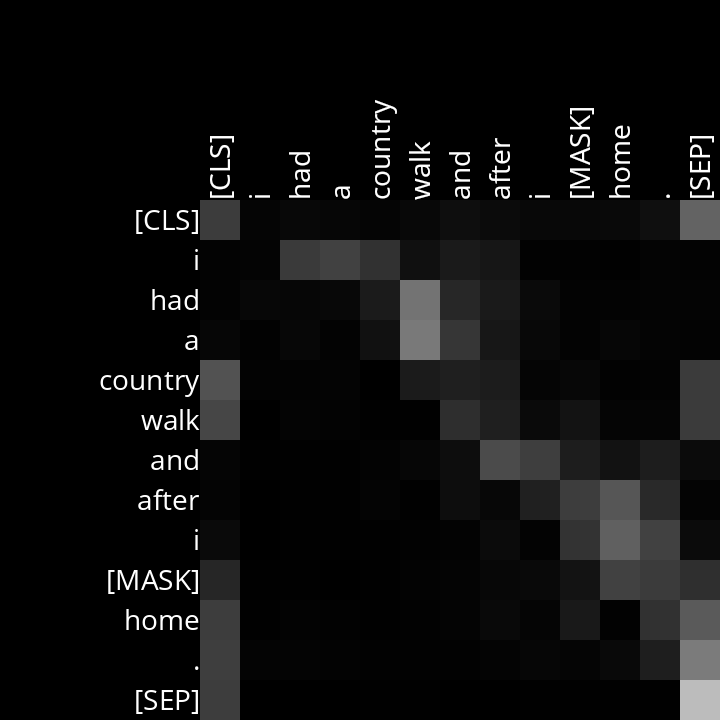 [CLS] i had a country walk and after i [MASK] home . [SEP]
[CLS]
i
had
a
country
walk
and
after
i
[MASK]
home
.
[SEP]